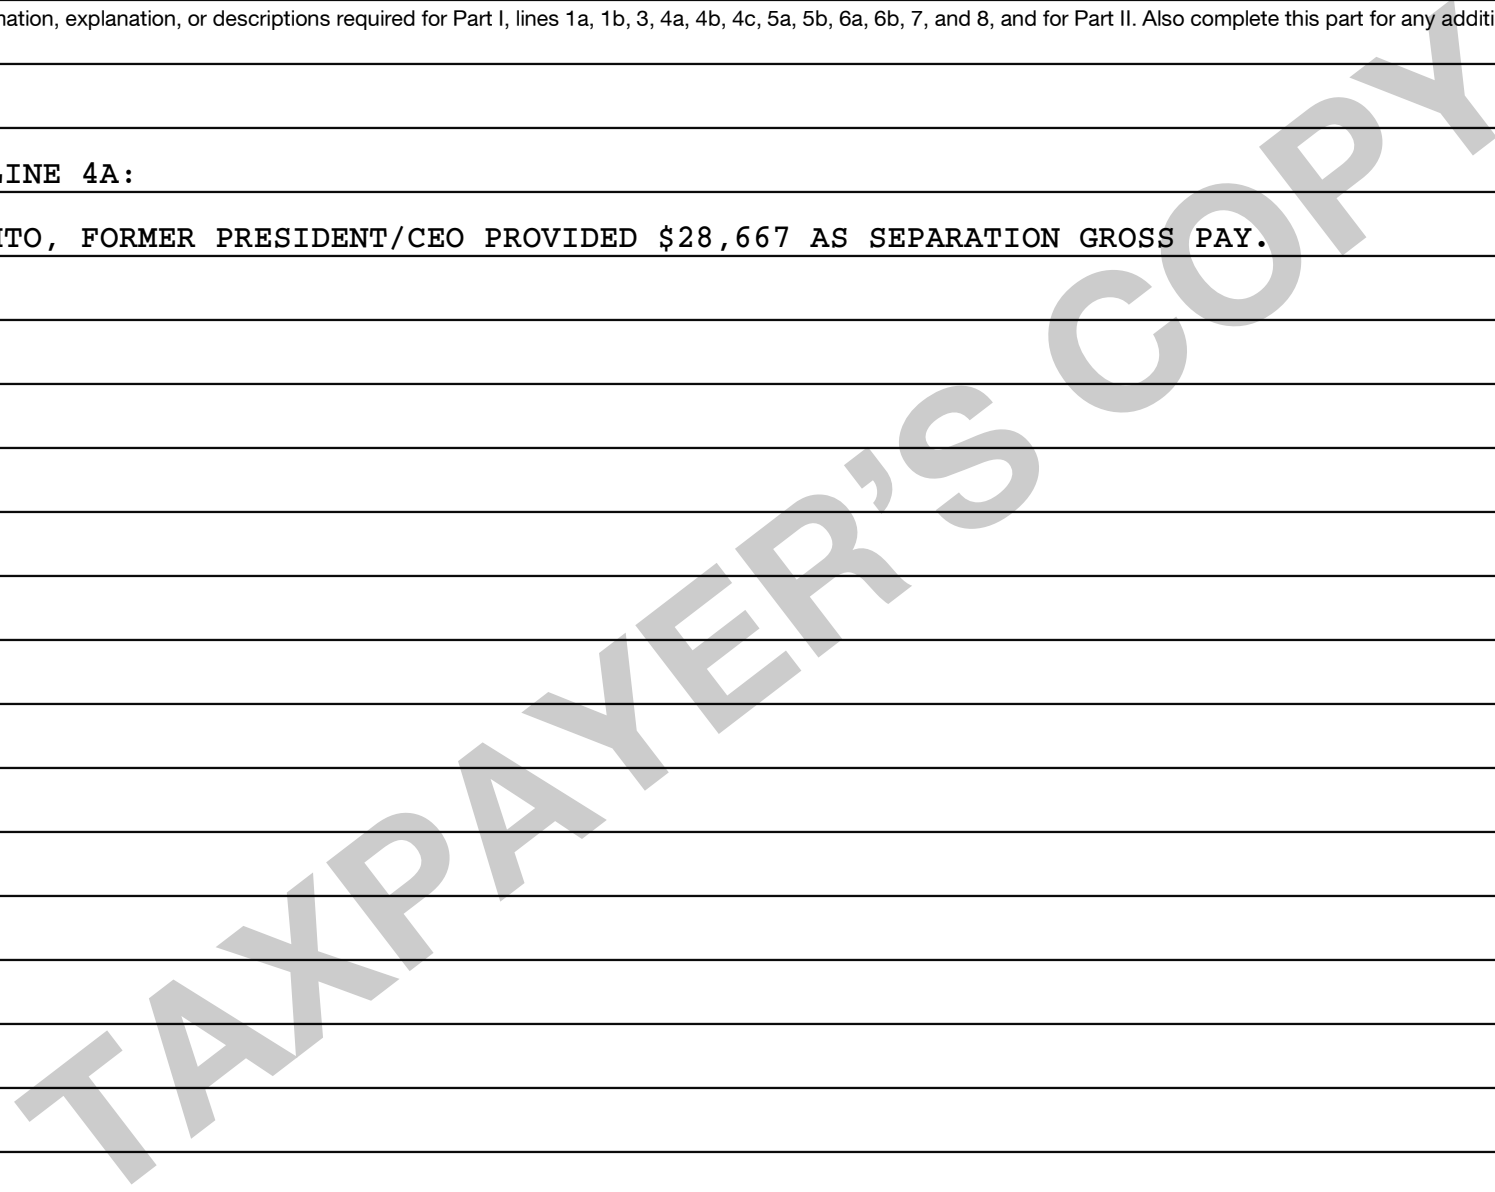 mation, explanation, or descriptions required for Part I, lines 1a, 1b, 3, 4a, 4b, 4c, 5a, 5b, 6a, 6b, 7, and 8, and for Part II. Also complete this part for any additi
LINE 4A:
ITO, FORMER PRESIDENT/CEO PROVIDED $28,667 AS SEPARATION GROSS PAY.
TAXPAYER'S COPY